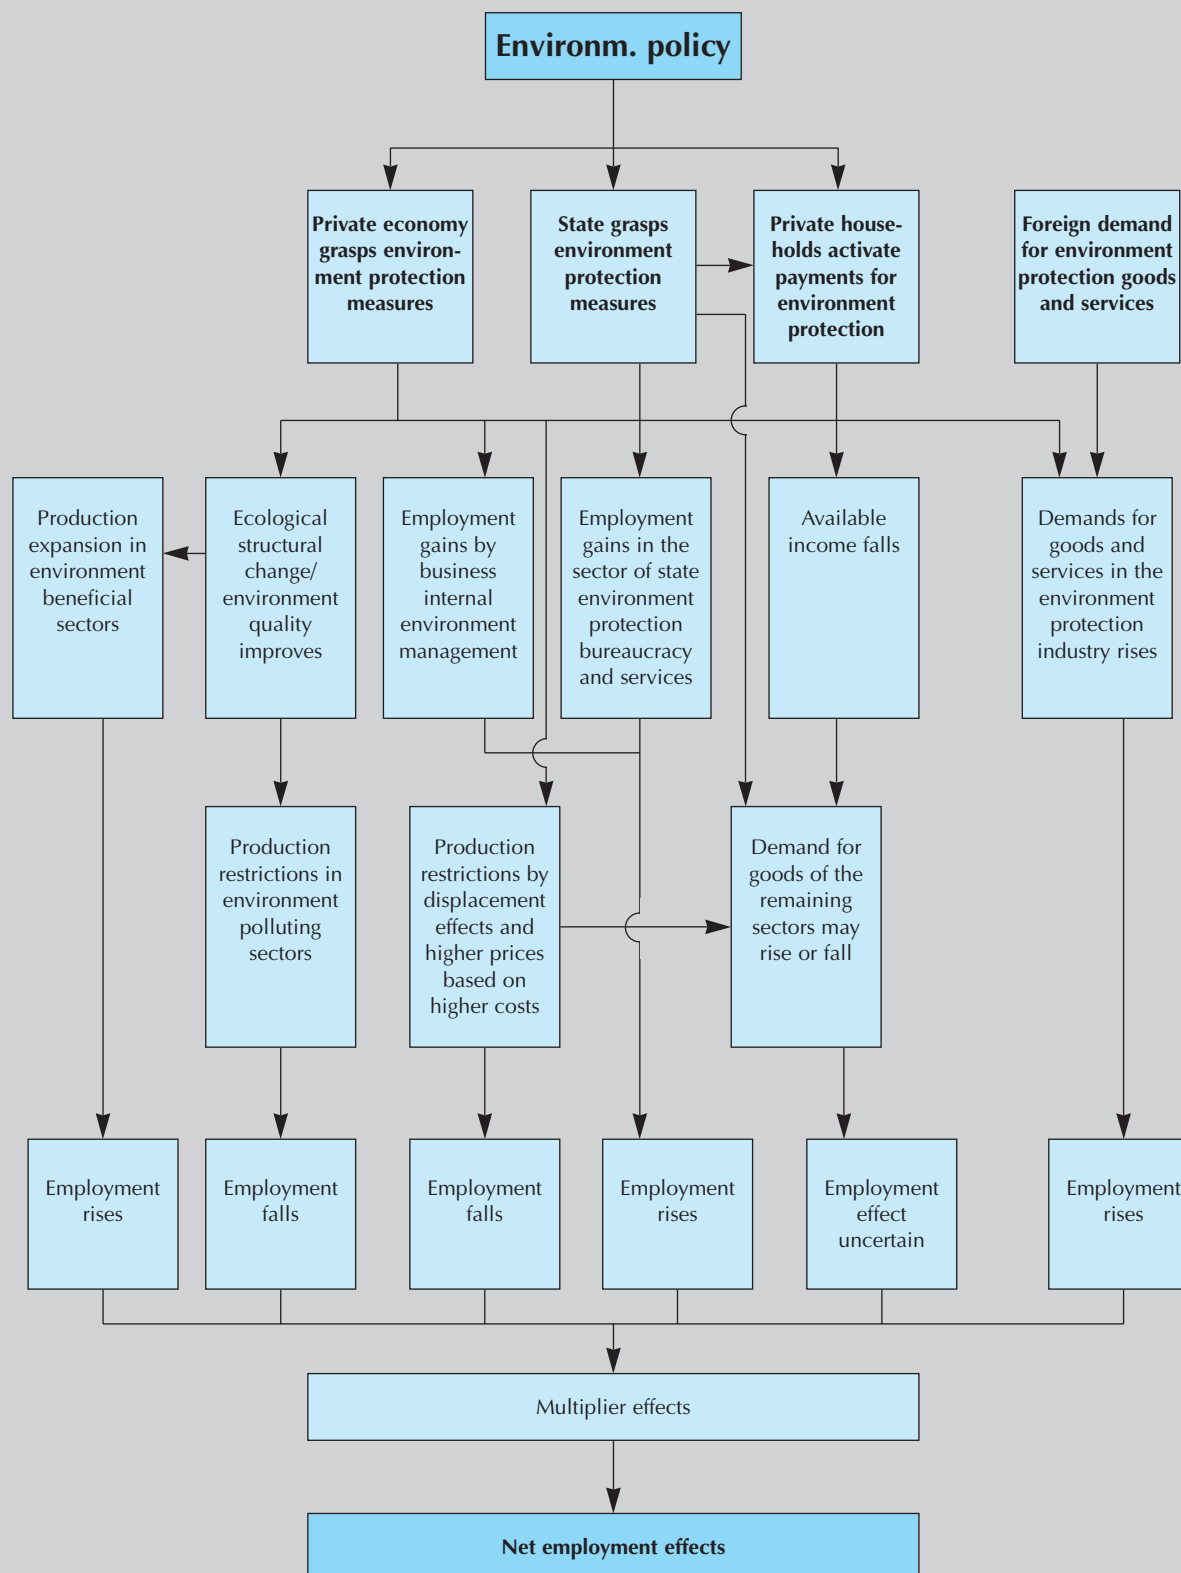 Environm. policy
Private economy
grasps environ-
ment protection
measures
State grasps
environment
protection
measures
Private house-
holds activate
payments for
environment
protection
Foreign demand
for environment
protection goods
and services
Production
expansion in
environment
beneficial
sectors
Ecological
structural
change/
environment
quality
improves
Employment
gains by
business
internal
environment
management
Employment
gains in the
sector of state
environment
protection
bureaucracy
and services
Available
income falls
Demands for
goods and
services in the
environment
protection
industry rises
Production
restrictions in
environment
polluting
sectors
Production
restrictions by
displacement
effects and
higher prices
based on
higher costs
Demand for
goods of the
remaining
sectors may
rise or fall
Employment
rises
Employment
falls
Employment
falls
Employment
rises
Employment
effect
uncertain
Employment
rises
Multiplier effects
Net employment effects